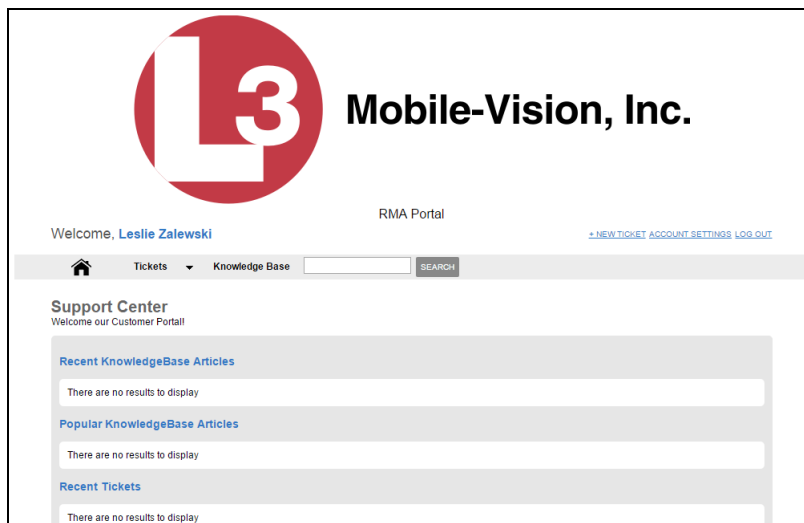 L3
Mobile-Vision, Inc.
RMA Portal
Welcome, Leslie Zalewski
+ NEW TICKET ACCOUNT SETTINGS LOG OUT
Tickets Knowledge Base SEARCH
Support Center
Welcome our Customer Portal!
Recent KnowledgeBase Articles
There are no results to display
Popular KnowledgeBase Articles
There are no results to display
Recent Tickets
There are no results to display